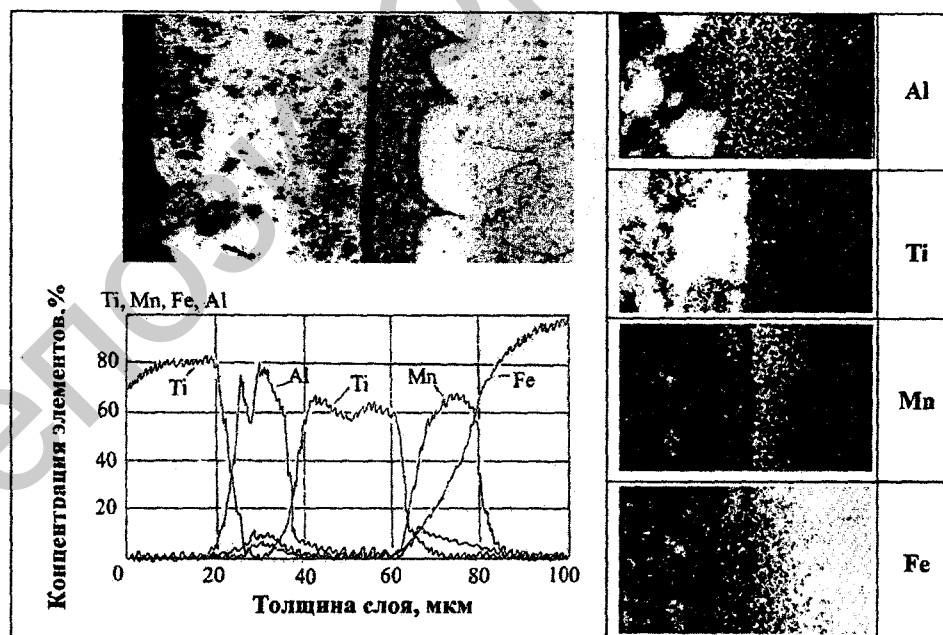 Al
Ti
Mn
Fe
Концентрация элементов, %
Ti, Mn, Fe, Al
80
60
40
20
Ti
Al
Ti
Mn
Fe
0
20
40
60
80
100
Толщина слоя, мкм